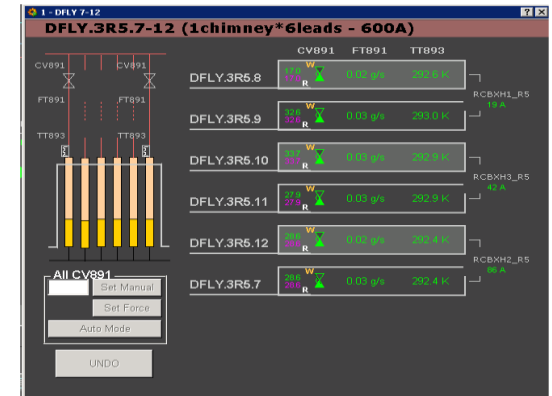 1 - DFLY 7-12
DFLY.3R5.7-12 (1chimney*6leads - 600A)
CV891 FT891 TT893
CV891 CV891
FT891 FT891
TT893 TT893
DFLY.3R5.8 17.0 W R 0.02 g/s 292.6 K
RCBXH1_R5
19 A
DFLY.3R5.9 32.6 32.6 W R 0.03 g/s 293.0 K
DFLY.3R5.10 33.7 W R 0.03 g/s 292.9 K
RCBXH3_R5
42 A
DFLY.3R5.11 27.9 27.9 W R 0.03 g/s 292.9 K
DFLY.3R5.12 28.6 W R 0.02 g/s 292.4 K
RCBXH2_R5
86 A
DFLY.3R5.7 28.6 28.6 W R 0.03 g/s 292.4 K
All CV891
Set Manual
Set Force
Auto Mode
UNDO